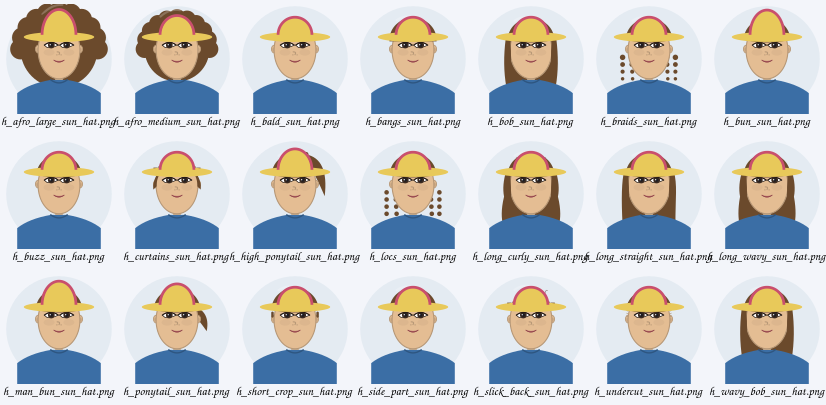 h_afro_large_sun_hat.png h_afro_medium_sun_hat.png h_bald_sun_hat.png h_bangs_sun_hat.png h_bob_sun_hat.png h_braids_sun_hat.png h_bun_sun_hat.png
h_buzz_sun_hat.png h_curtains_sun_hat.png h_high_ponytail_sun_hat.png h_locs_sun_hat.png h_long_curly_sun_hat.png h_long_straight_sun_hat.png h_long_wavy_sun_hat.png
h_man_bun_sun_hat.png h_ponytail_sun_hat.png h_short_crop_sun_hat.png h_side_part_sun_hat.png h_slick_back_sun_hat.png h_undercut_sun_hat.png h_wavy_bob_sun_hat.png